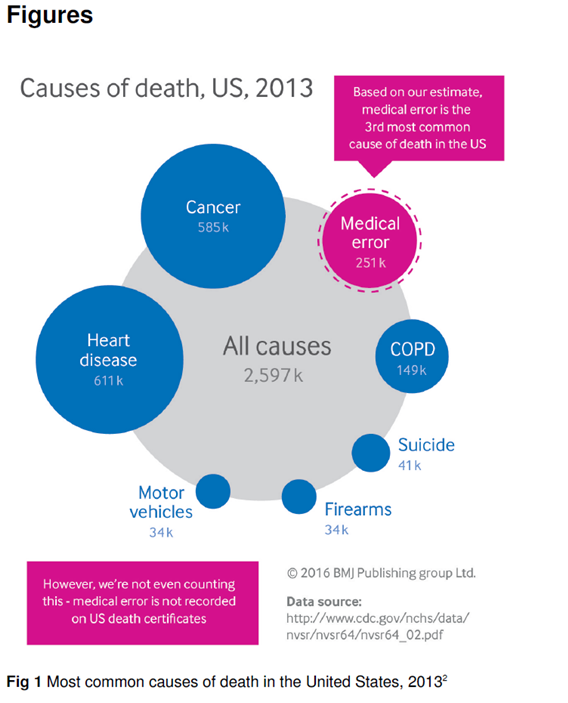 Figures
Causes of death, US, 2013
Based on our estimate,
medical error is the
3rd most common
cause of death in the US
Cancer
585k
Medical
error
251k
Heart
disease
611k
All causes
2,597k
COPD
149k
Suicide
41k
Motor
vehicles
34k
Firearms
34k
However, we're not even counting
this - medical error is not recorded
on US death certificates
© 2016 BMJ Publishing group Ltd.
Data source:
http://www.cdc.gov/nchs/data/
nvsr/nvsr64/nvsr64_02.pdf
Fig 1 Most common causes of death in the United States, 2013²